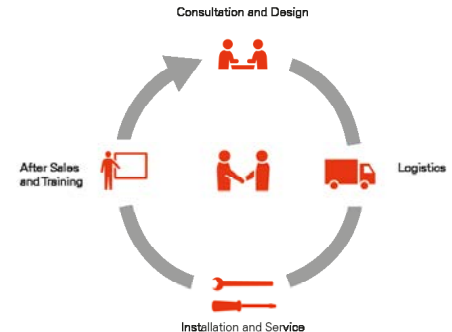 Consultation and Design
After Sales
and Training
Logistics
Installation and Service